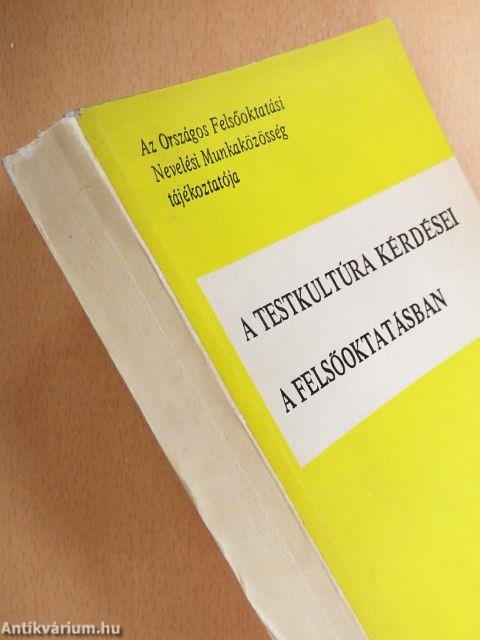 Az Országos Felsőoktatási
Nevelési Munkaközösség
tájékoztatója
A TESTKULTÚRA KÉRDÉSEI
A FELSŐOKTATÁSBAN
Antikvárium.hu